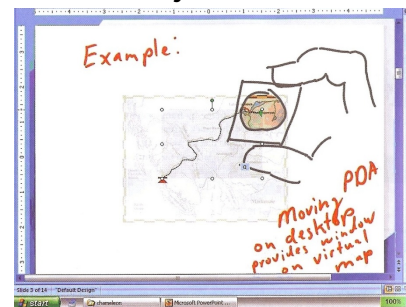 Example:
PDA
Moving
on desktop
provides window
on virtual
map
Slide 3 of 14
"Default Design"
start
chameleon
Microsoft PowerPoint ...
100%